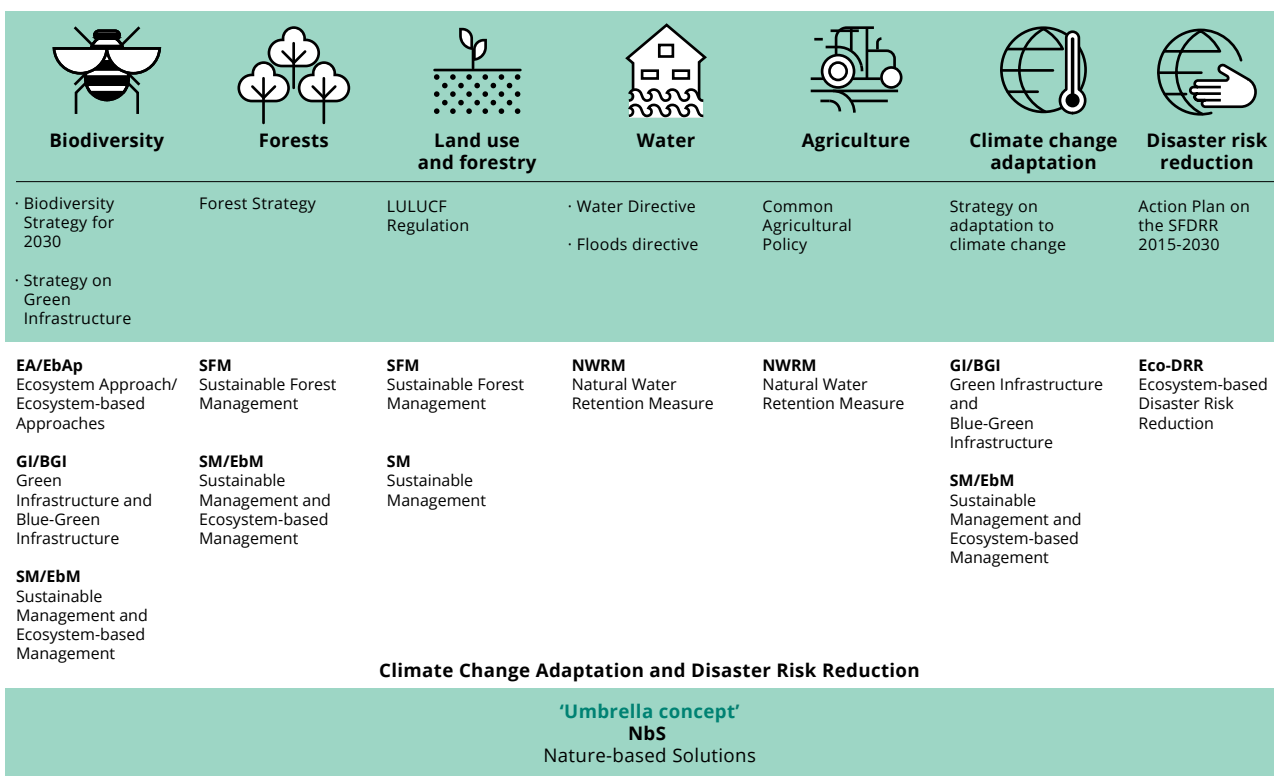 Biodiversity
Forests
Land use
and forestry
Water
Agriculture
Climate change
adaptation
Disaster risk
reduction
· Biodiversity
Strategy for
2030
· Strategy on
Green
Infrastructure
Forest Strategy
LULUCF
Regulation
· Water Directive
· Floods directive
Common
Agricultural
Policy
Strategy on
adaptation to
climate change
Action Plan on
the SFDRR
2015-2030
EA/EbAp
Ecosystem Approach/
Ecosystem-based
Approaches
GI/BGI
Green
Infrastructure and
Blue-Green
Infrastructure
SM/EbM
Sustainable
Management and
Ecosystem-based
Management
SFM
Sustainable Forest
Management
SM/EbM
Sustainable
Management and
Ecosystem-based
Management
SFM
Sustainable Forest
Management
SM
Sustainable
Management
NWRM
Natural Water
Retention Measure
NWRM
Natural Water
Retention Measure
GI/BGI
Green Infrastructure
and
Blue-Green
Infrastructure
SM/EbM
Sustainable
Management and
Ecosystem-based
Management
Eco-DRR
Ecosystem-based
Disaster Risk
Reduction
Climate Change Adaptation and Disaster Risk Reduction
‘Umbrella concept’
NbS
Nature-based Solutions